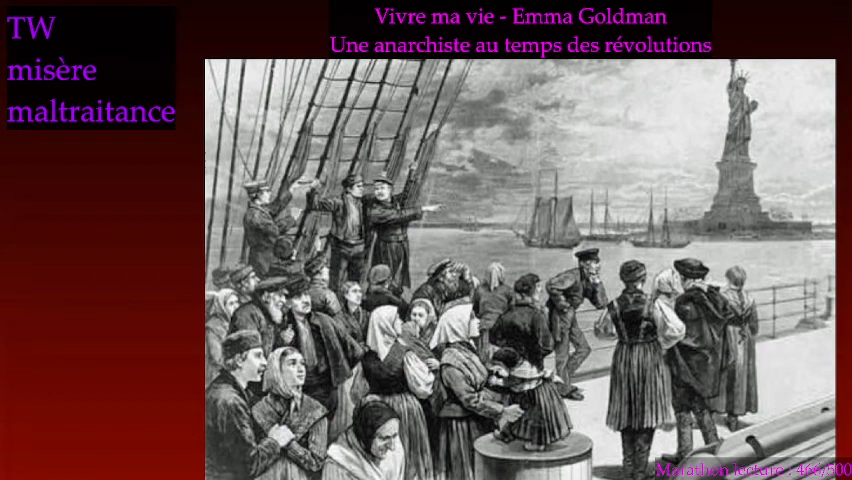 TW
misère
maltraitance
Vivre ma vie - Emma Goldman
Une anarchiste au temps des révolutions
Marathon lecture : 466/500